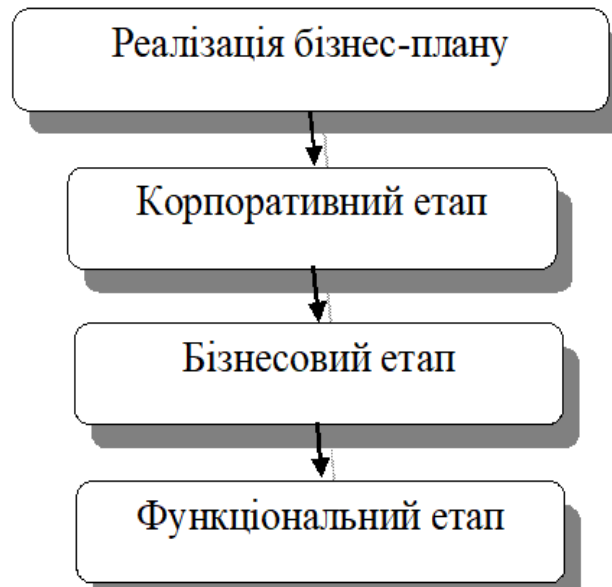 Реалізація бізнес-плану
Корпоративний етап
Бізнесовий етап
Функціональний етап